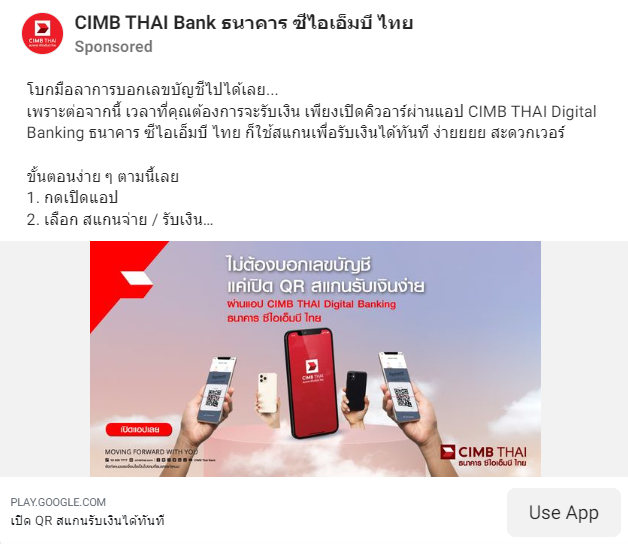 CIMB THAI Bank ธนาคาร ซีไอเอ็มบี ไทย
Sponsored
โบกมือลาการบอกเลขบัญชีไปได้เลย...
เพราะต่อจากนี้ เวลาที่คุณต้องการจะรับเงิน เพียงเปิดคิวอาร์ผ่านแอป CIMB THAI Digital
Banking ธนาคาร ซีไอเอ็มบี ไทย ก็ใช้สแกนเพื่อรับเงินได้ทันที ง่ายยยย สะดวกเวอร์
ขั้นตอนง่าย ๆ ตามนี้เลย
1. กดเปิดแอป
2. เลือก สแกนจ่าย / รับเงิน...
ไม่ต้องบอกเลขบัญชี
แค่เปิด QR สแกนรับเงินง่าย
ผ่านแอป CIMB THAI Digital Banking
ธนาคาร ซีไอเอ็มบี ไทย
CIMB THAI
เปิดแอปเลย
MOVING FORWARD WITH YOU
CIMB THAI
ธนาคาร ซีไอเอ็มบี ไทย
PLAY.GOOGLE.COM
เปิด QR สแกนรับเงินได้ทันที
Use App